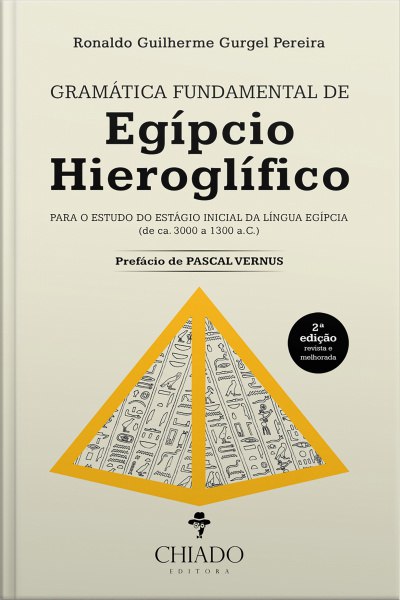 Ronaldo Guilherme Gurgel Pereira
GRAMÁTICA FUNDAMENTAL DE
Egípcio
Hieroglífico
PARA O ESTUDO DO ESTÁGIO INICIAL DA LÍNGUA EGÍPCIA
(de ca. 3000 a 1300 a.C.)
Prefácio de PASCAL VERNUS
2ª
edição
revista e
melhorada
CHIADO
EDITORA